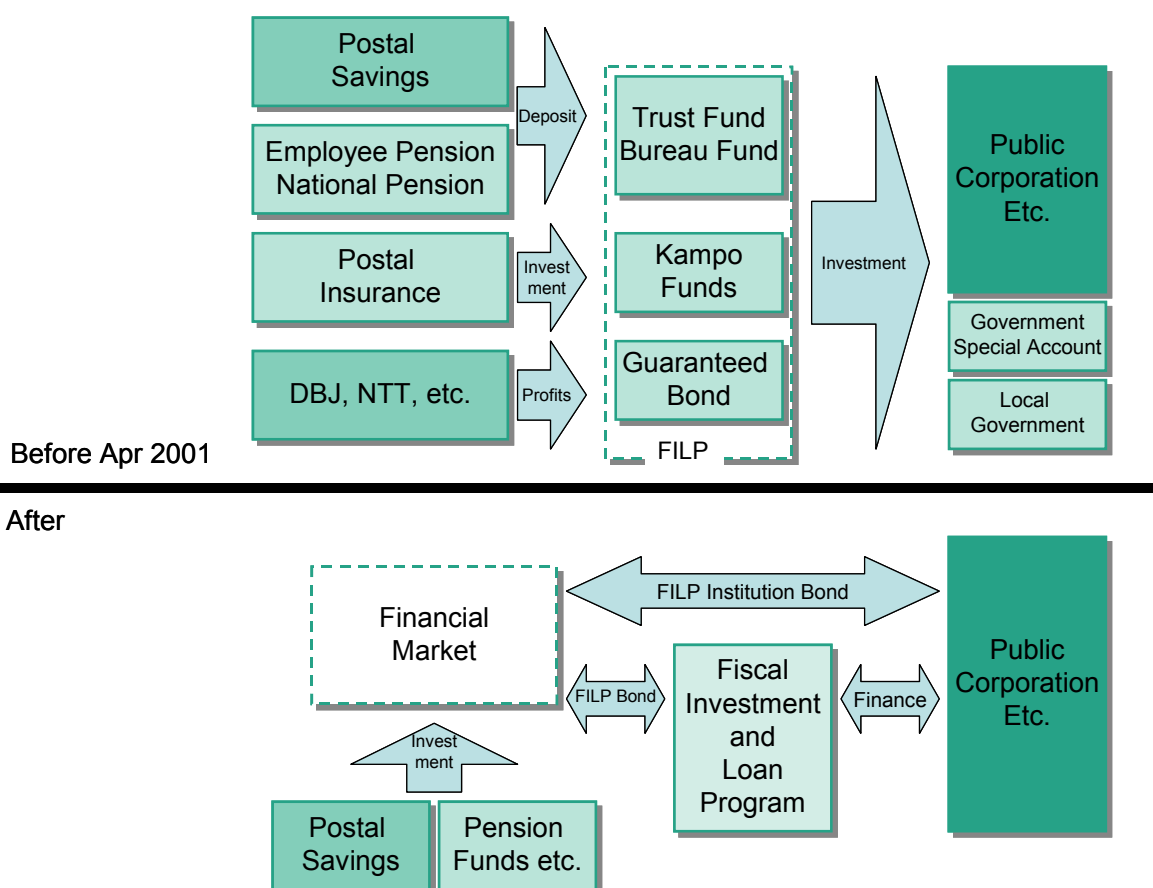 Postal
Savings
Deposit
Employee Pension
National Pension
Trust Fund
Bureau Fund
Public
Corporation
Etc.
Postal
Insurance
Invest
ment
Kampo
Funds
Investment
Government
Special Account
DBJ, NTT, etc.
Profits
Guaranteed
Bond
Local
Government
FILP
Before Apr 2001
After
Financial
Market
FILP Institution Bond
FILP Bond
Fiscal
Investment
and
Loan
Program
Finance
Public
Corporation
Etc.
Invest
ment
Postal
Savings
Pension
Funds etc.